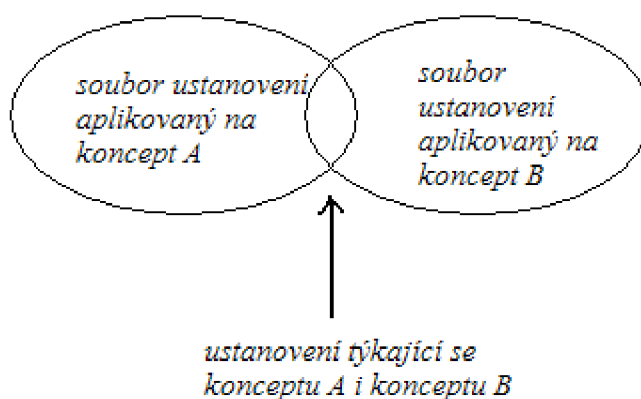 soubor ustanovení
aplikovaný na
koncept A
soubor
ustanovení
aplikovaný na
koncept B
ustanovení týkající se
konceptu A i konceptu B